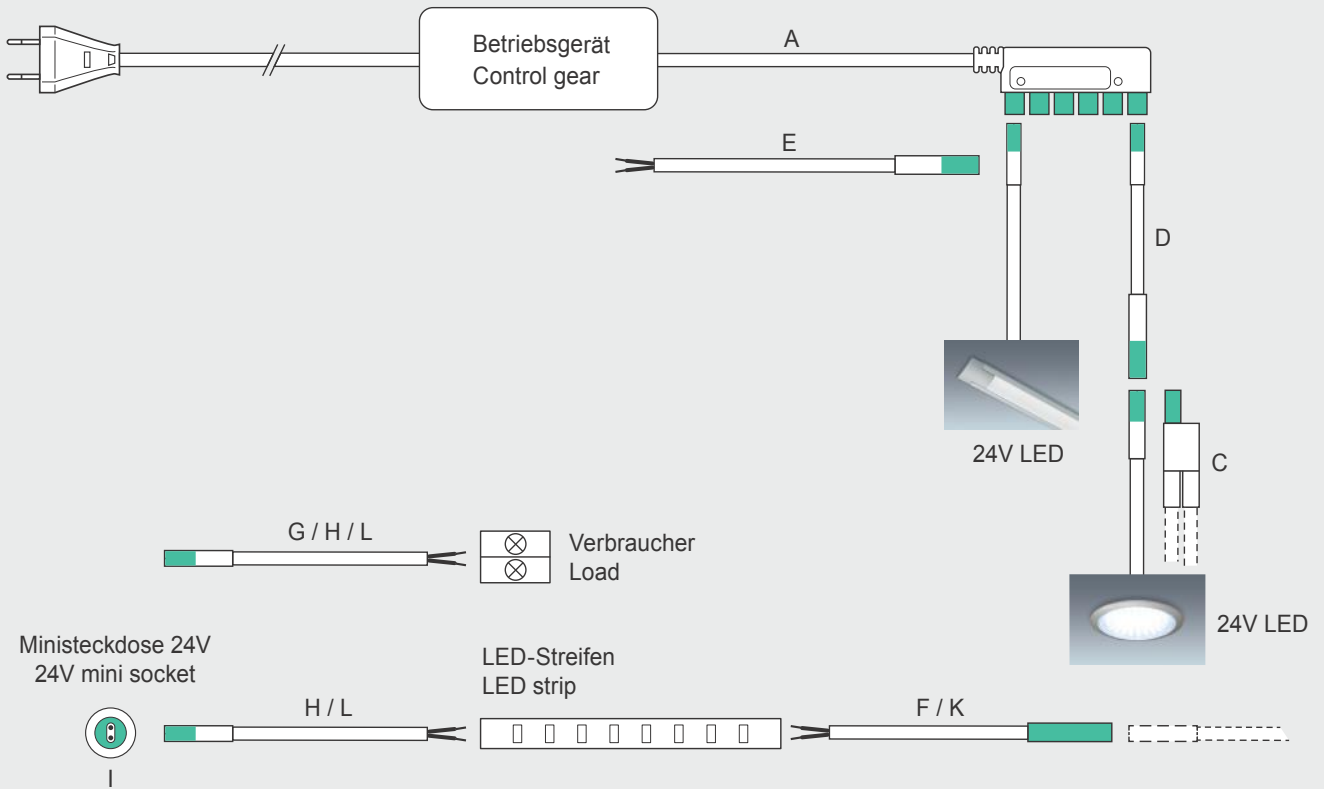 Betriebsgerät
Control gear
A
E
D
24V LED
C
G / H / L
Verbraucher
Load
24V LED
Ministeckdose 24V
24V mini socket
LED-Streifen
LED strip
H / L
F / K
I